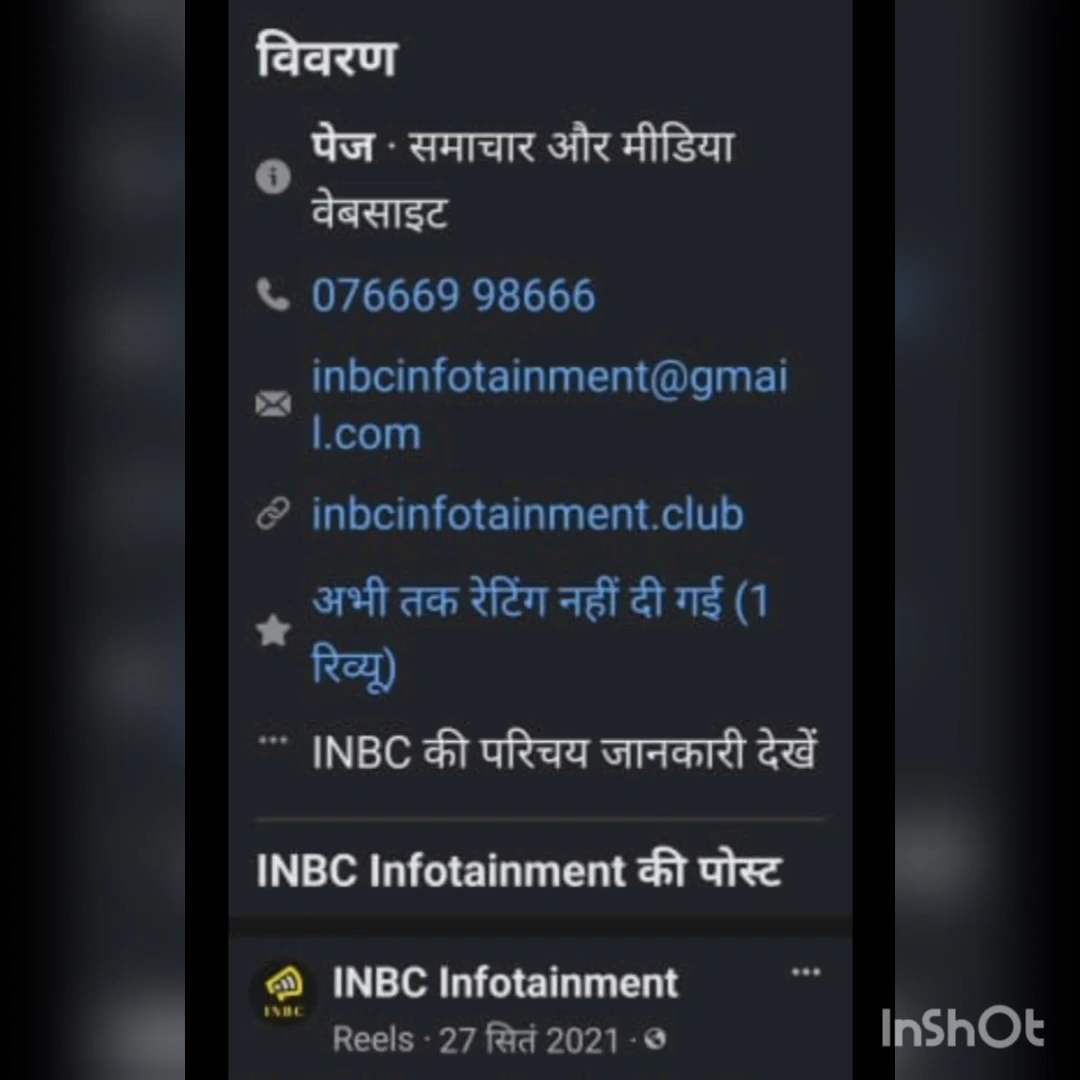 विवरण
पेज · समाचार और मीडिया
वेबसाइट
076669 98666
inbcinfotainment@gmai
l.com
inbcinfotainment.club
अभी तक रेटिंग नहीं दी गई (1
रिव्यू)
INBC की परिचय जानकारी देखें
INBC Infotainment की पोस्ट
INBC Infotainment
INBC
Reels · 27 सितं 2021 ·
InShOt